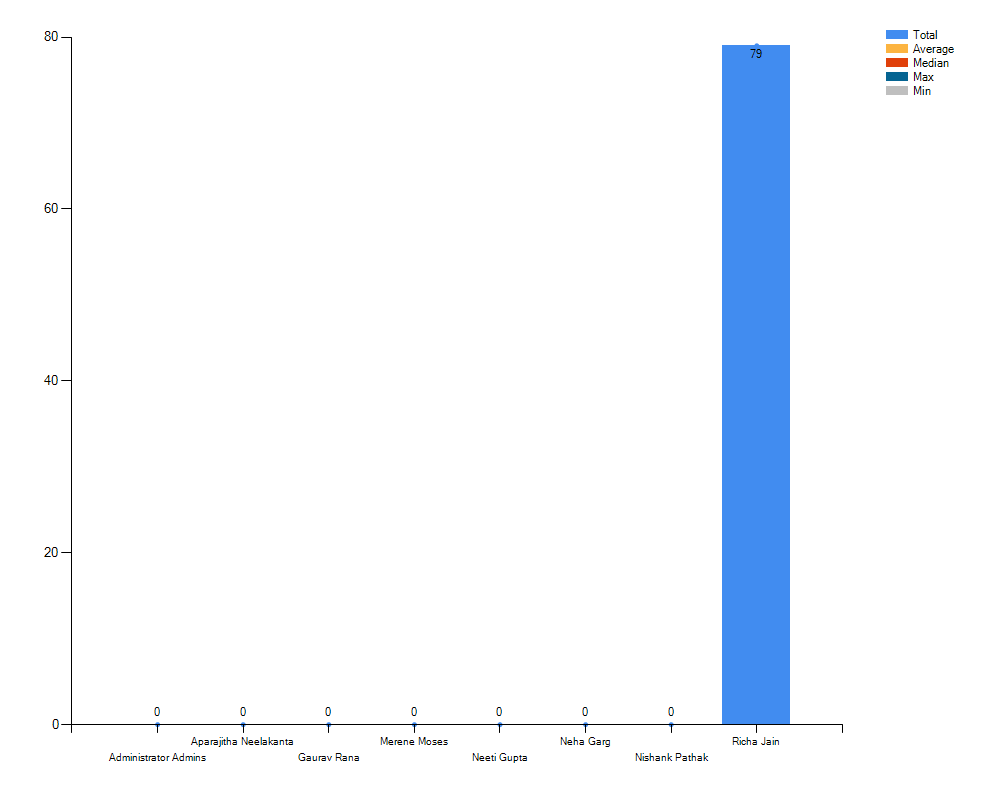 80
60
40
20
0
0 0 0 0 0 0 0 79
Aparajitha Neelakanta Merene Moses Neha Garg Richa Jain
Administrator Admins Gaurav Rana Neeti Gupta Nishank Pathak
Total
Average
Median
Max
Min